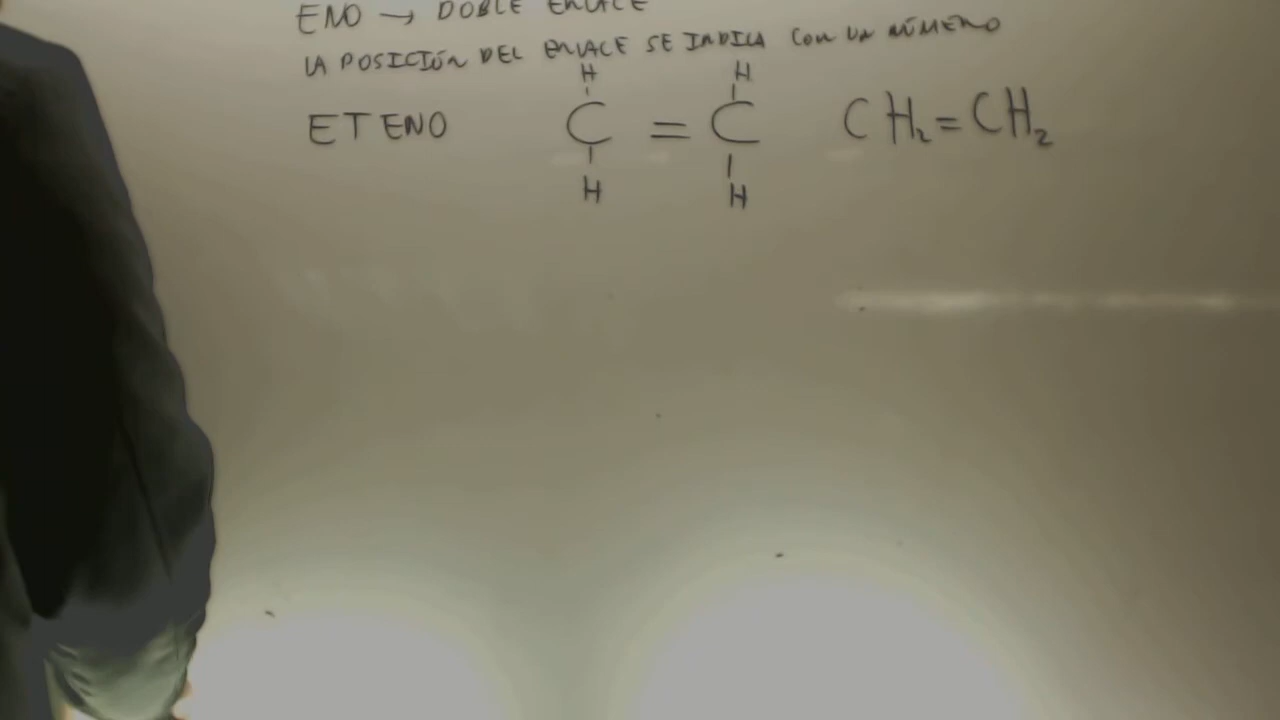 ENO → DOBLE ENLACE
LA POSICIÓN DEL ENLACE SE INDICA CON UN NÚMERO
H H
ETENO C = C CH₂=CH₂
H H